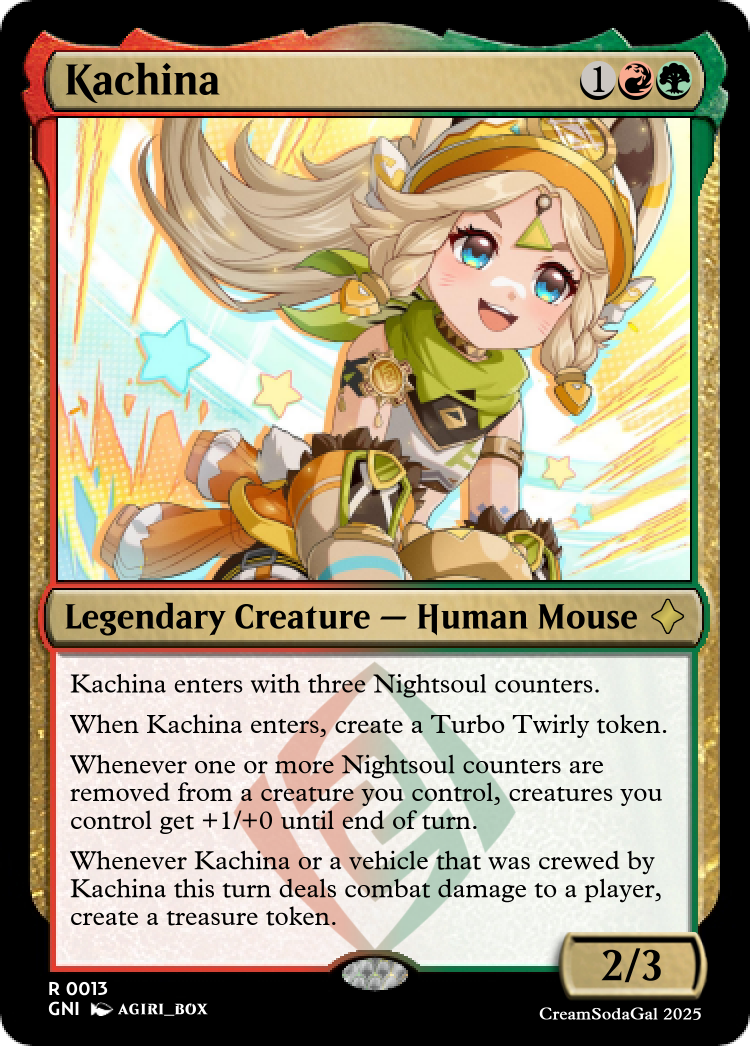 Kachina
1
Legendary Creature — Human Mouse
Kachina enters with three Nightsoul counters.
When Kachina enters, create a Turbo Twirly token.
Whenever one or more Nightsoul counters are
removed from a creature you control, creatures you
control get +1/+0 until end of turn.
Whenever Kachina or a vehicle that was crewed by
Kachina this turn deals combat damage to a player,
create a treasure token.
2/3
R 0013
GNI AGIRI_BOX
CreamSodaGal 2025